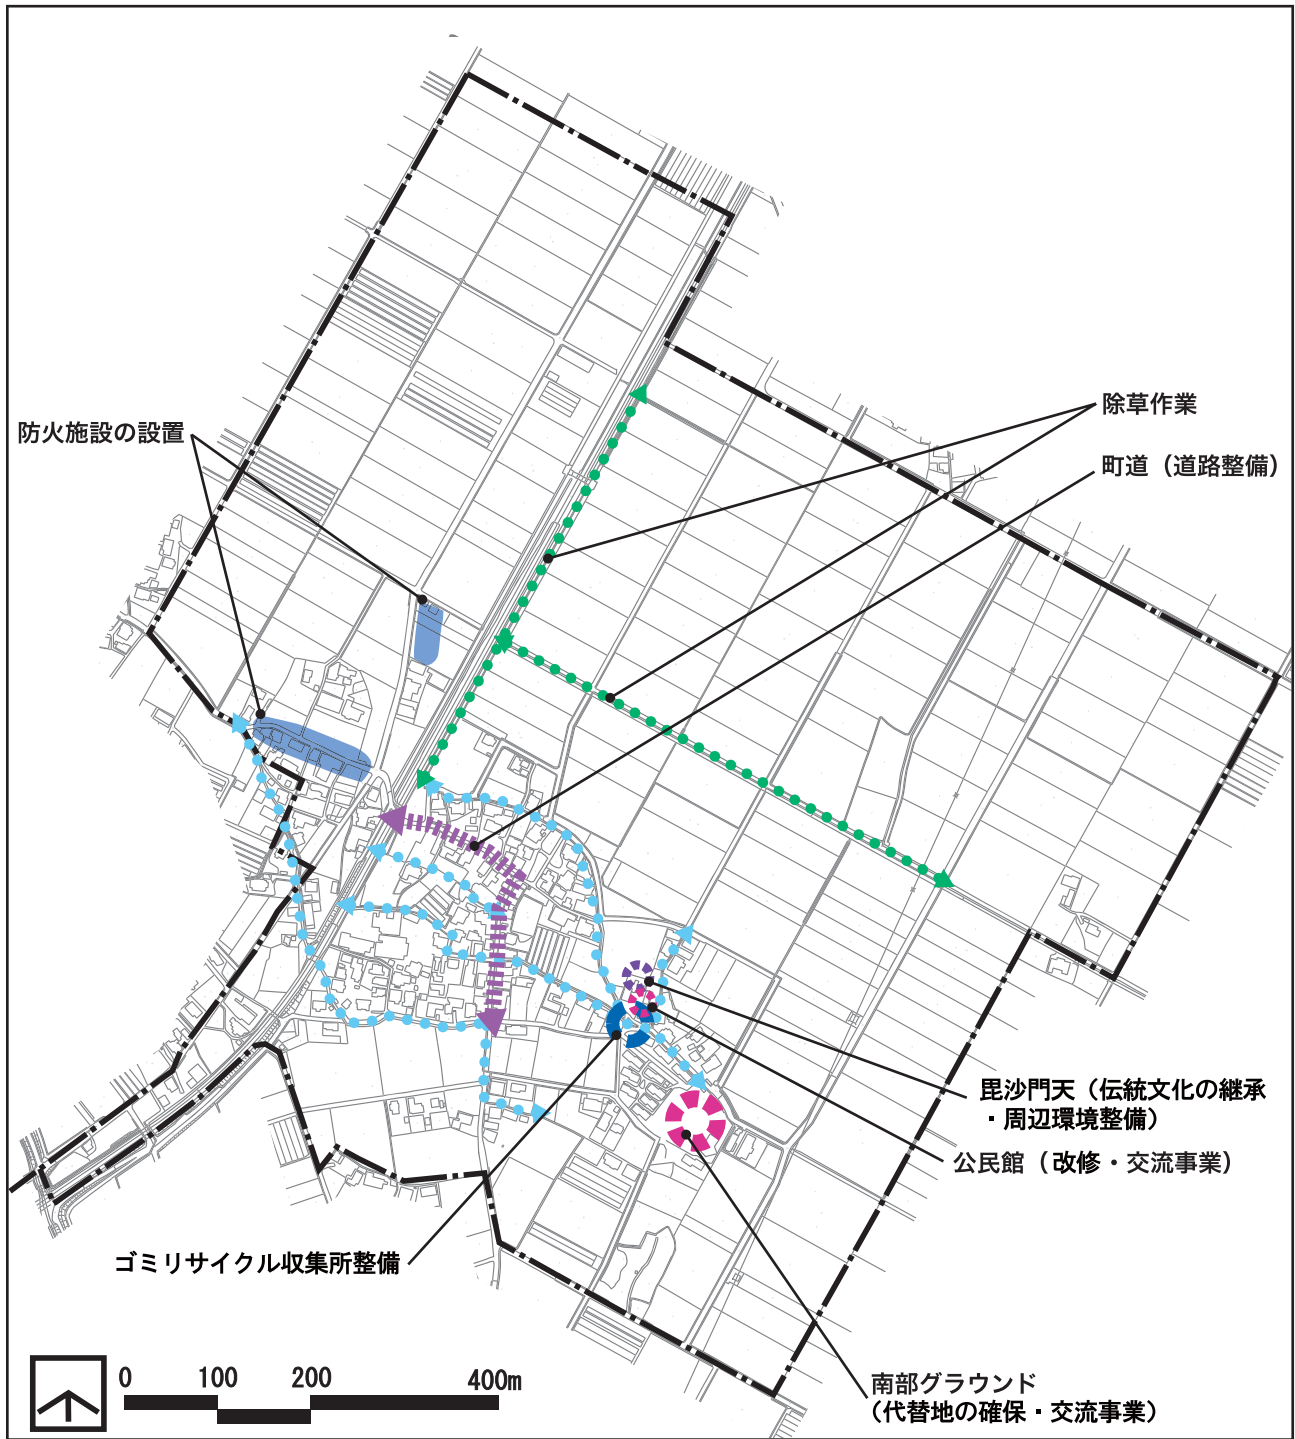 除草作業
防火施設の設置
町道（道路整備）
毘沙門天（伝統文化の継承
・周辺環境整備）
公民館（改修・交流事業）
ゴミリサイクル収集所整備
0 100 200 400m
南部グラウンド
（代替地の確保・交流事業）